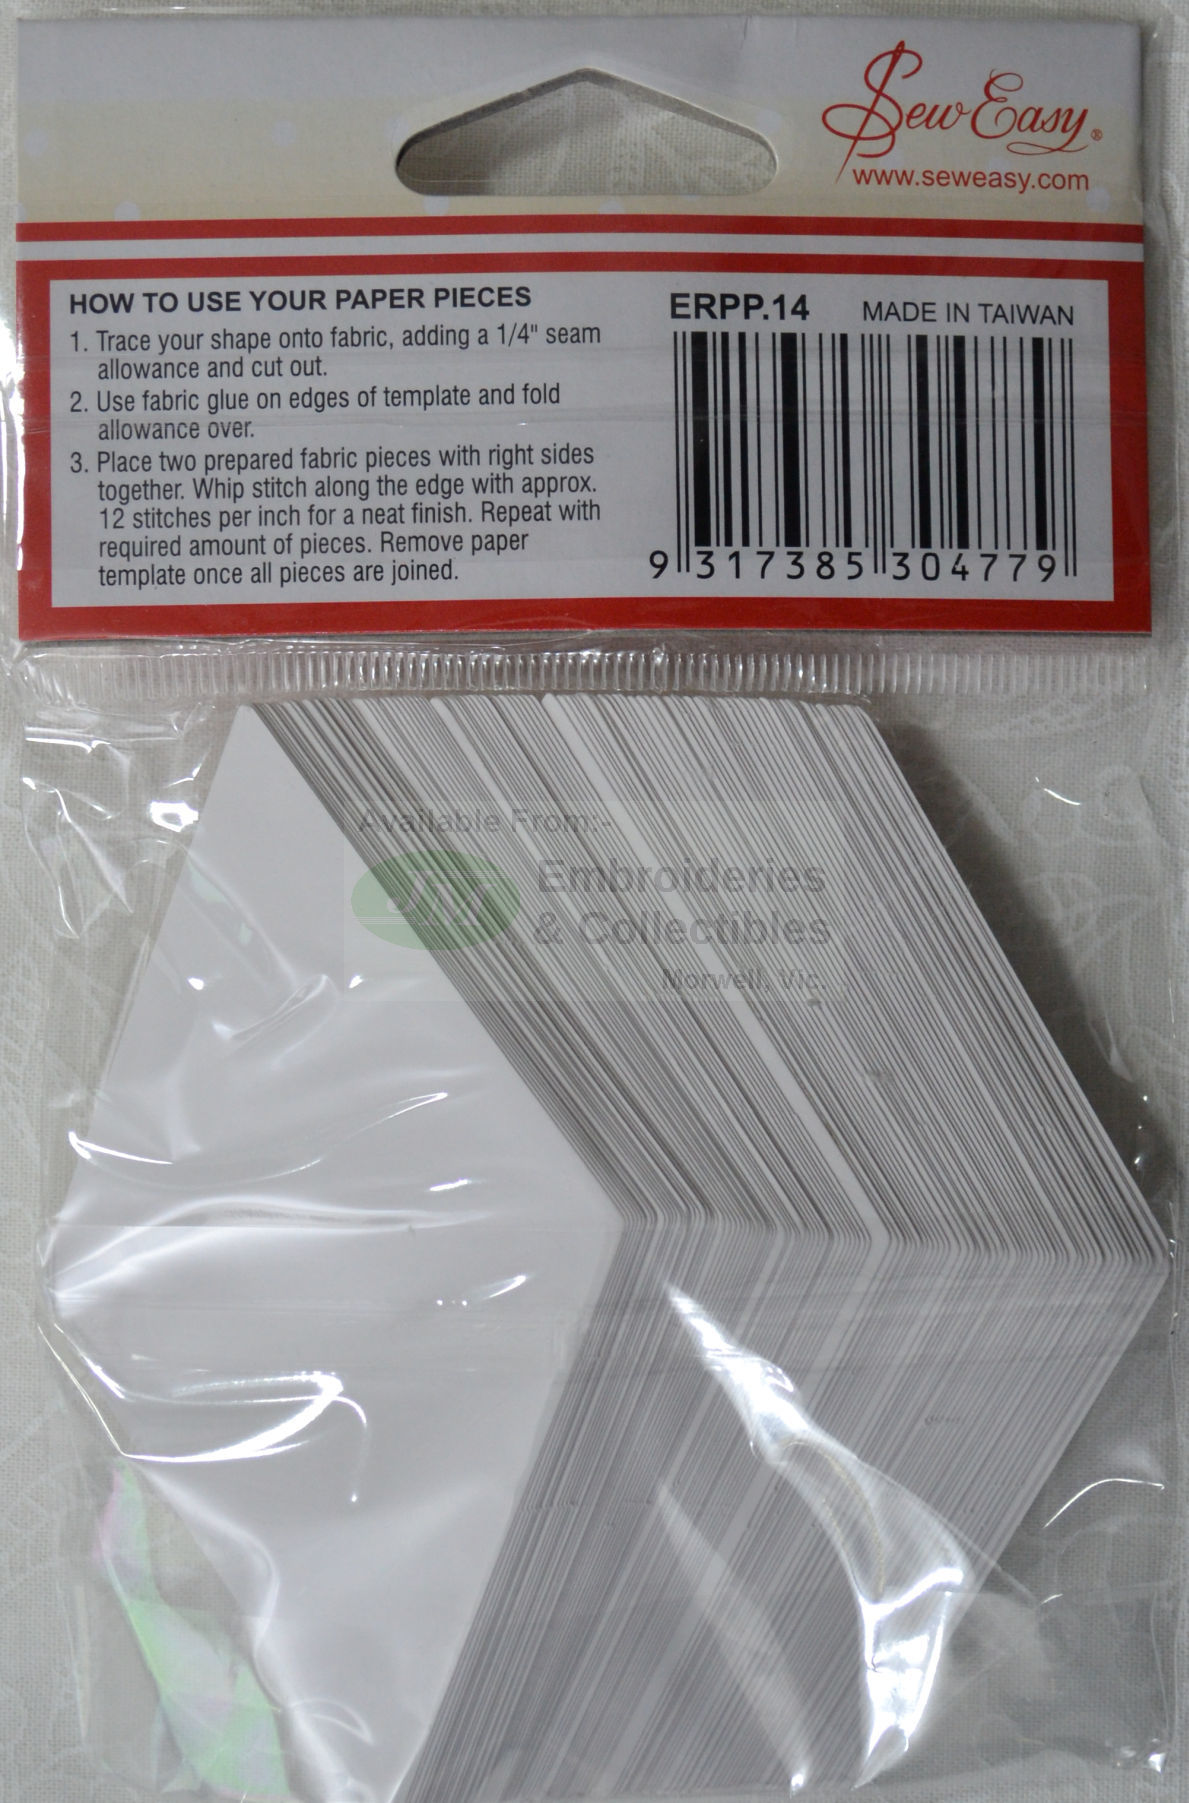 Sew Easy®
www.seweasy.com
HOW TO USE YOUR PAPER PIECES
1. Trace your shape onto fabric, adding a 1/4" seam
allowance and cut out.
2. Use fabric glue on edges of template and fold
allowance over.
3. Place two prepared fabric pieces with right sides
together. Whip stitch along the edge with approx.
12 stitches per inch for a neat finish. Repeat with
required amount of pieces. Remove paper
template once all pieces are joined.
ERPP.14 MADE IN TAIWAN
9 317385 304779
Available From:-
JM Embroideries
& Collectibles
Morwell, Vic.